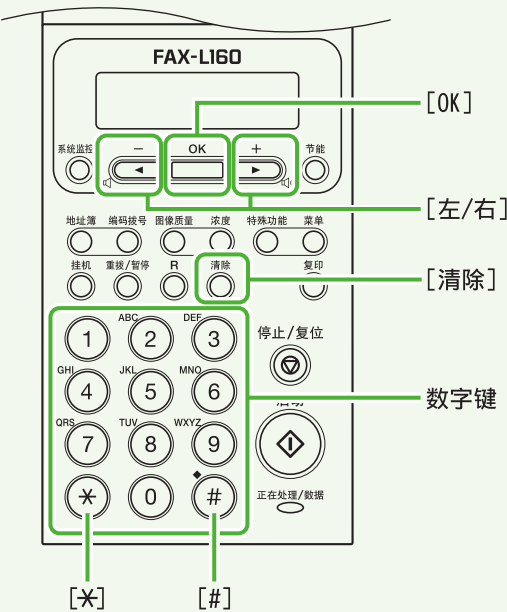 FAX-L160
[OK]
系统监控 − OK + 节能
[左/右]
地址簿 编码拨号 图像质量 浓度 特殊功能 菜单
挂机 重拨/暂停 R 清除 复印
[清除]
ABC DEF
1 2 3
停止/复位
GHI JKL MNO
4 5 6
数字键
启动
QRS TUV WXYZ
7 8 9
* 0 #
正在处理/数据
[*] [#]